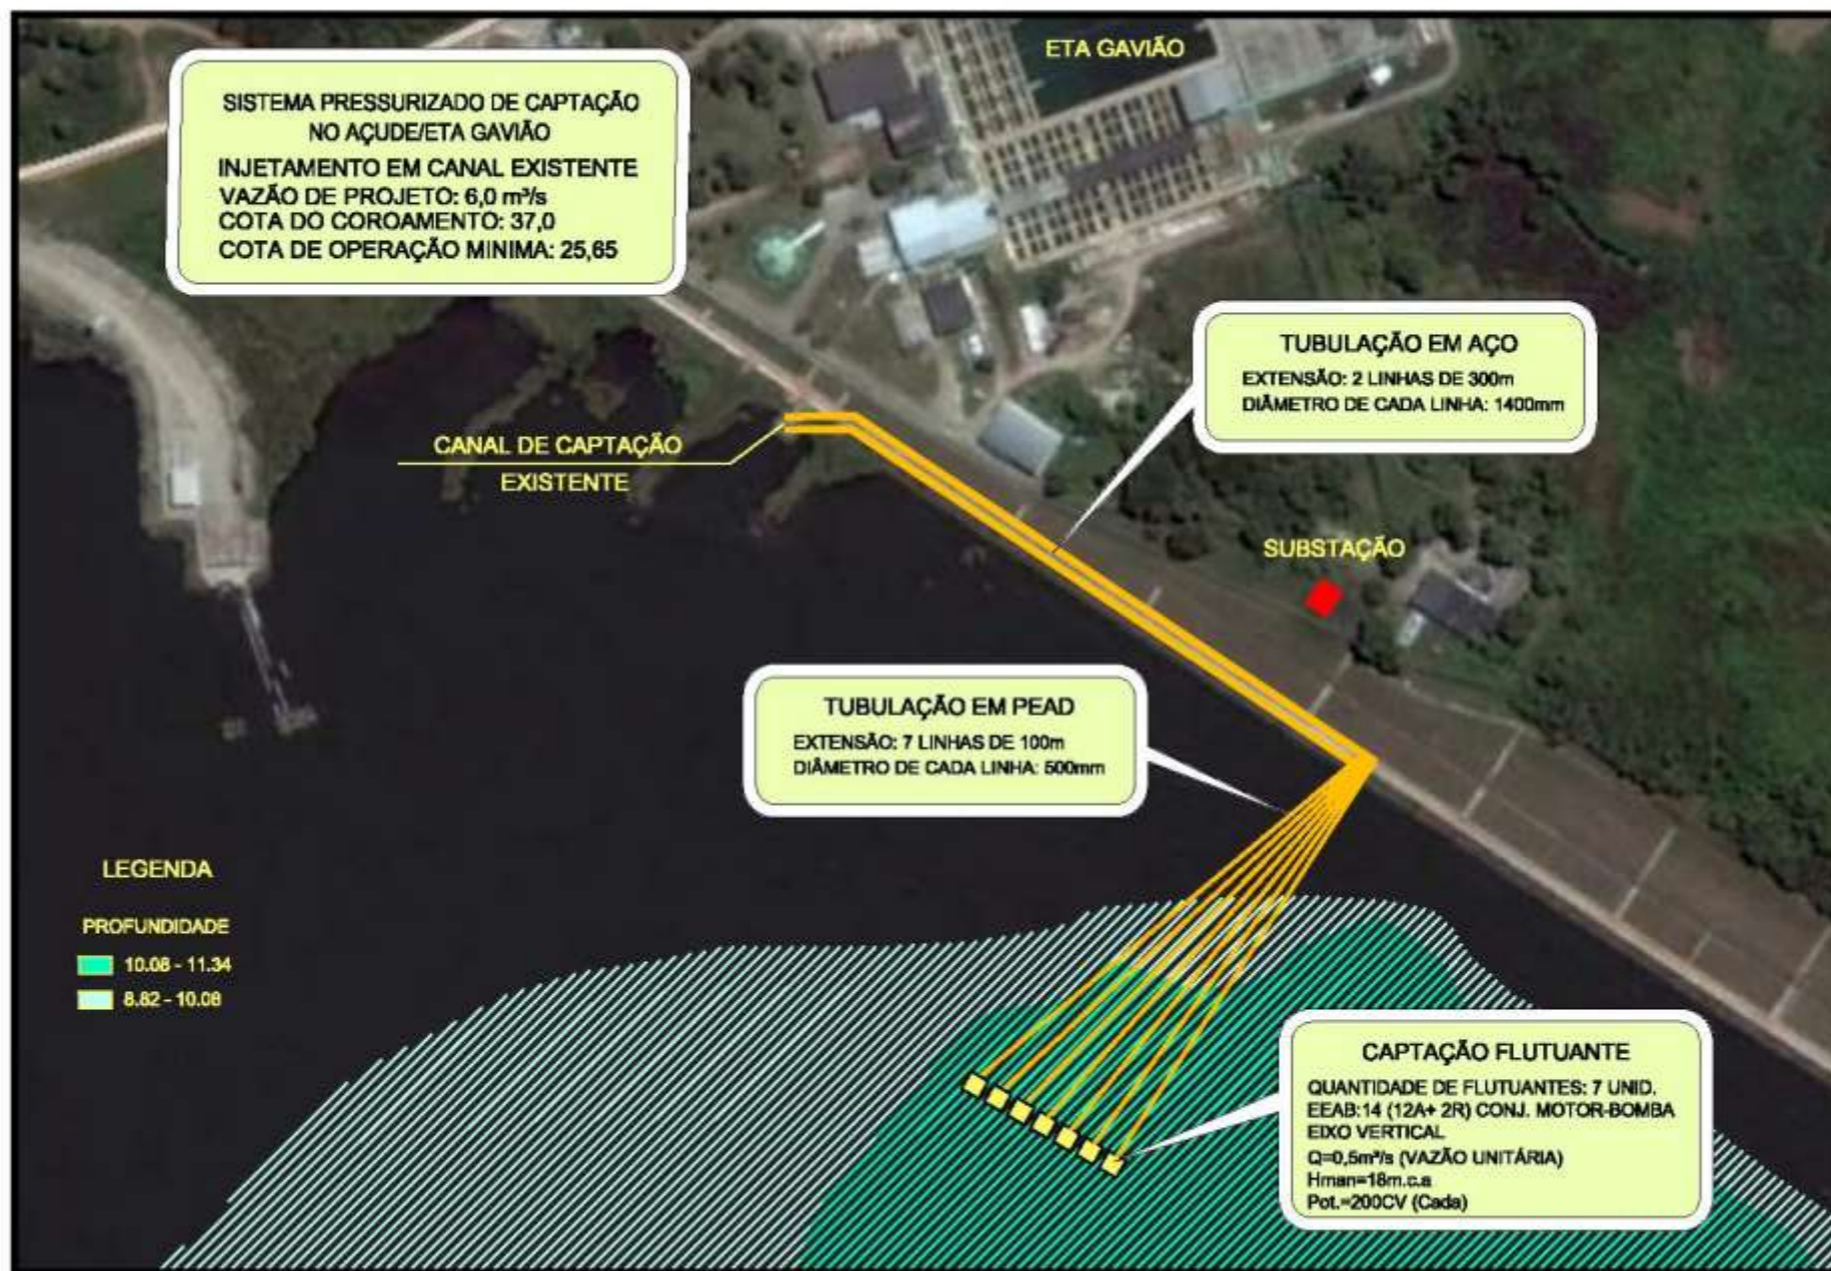 ETA GAVIÃO
SISTEMA PRESSURIZADO DE CAPTAÇÃO
NO AÇUDE/ETA GAVIÃO
INJETAMENTO EM CANAL EXISTENTE
VAZÃO DE PROJETO: 6,0 m³/s
COTA DO COROAMENTO: 37,0
COTA DE OPERAÇÃO MINIMA: 25,65
TUBULAÇÃO EM AÇO
EXTENSÃO: 2 LINHAS DE 300m
DIÂMETRO DE CADA LINHA: 1400mm
CANAL DE CAPTAÇÃO
EXISTENTE
SUBSTAÇÃO
TUBULAÇÃO EM PEAD
EXTENSÃO: 7 LINHAS DE 100m
DIÂMETRO DE CADA LINHA: 500mm
LEGENDA
PROFUNDIDADE
10.08 - 11.34
8.82 - 10.08
CAPTAÇÃO FLUTUANTE
QUANTIDADE DE FLUTUANTES: 7 UNID.
EEAB:14 (12A+ 2R) CONJ. MOTOR-BOMBA
EIXO VERTICAL
Q=0,5m³/s (VAZÃO UNITÁRIA)
Hman=18m.c.a
Pot.=200CV (Cada)